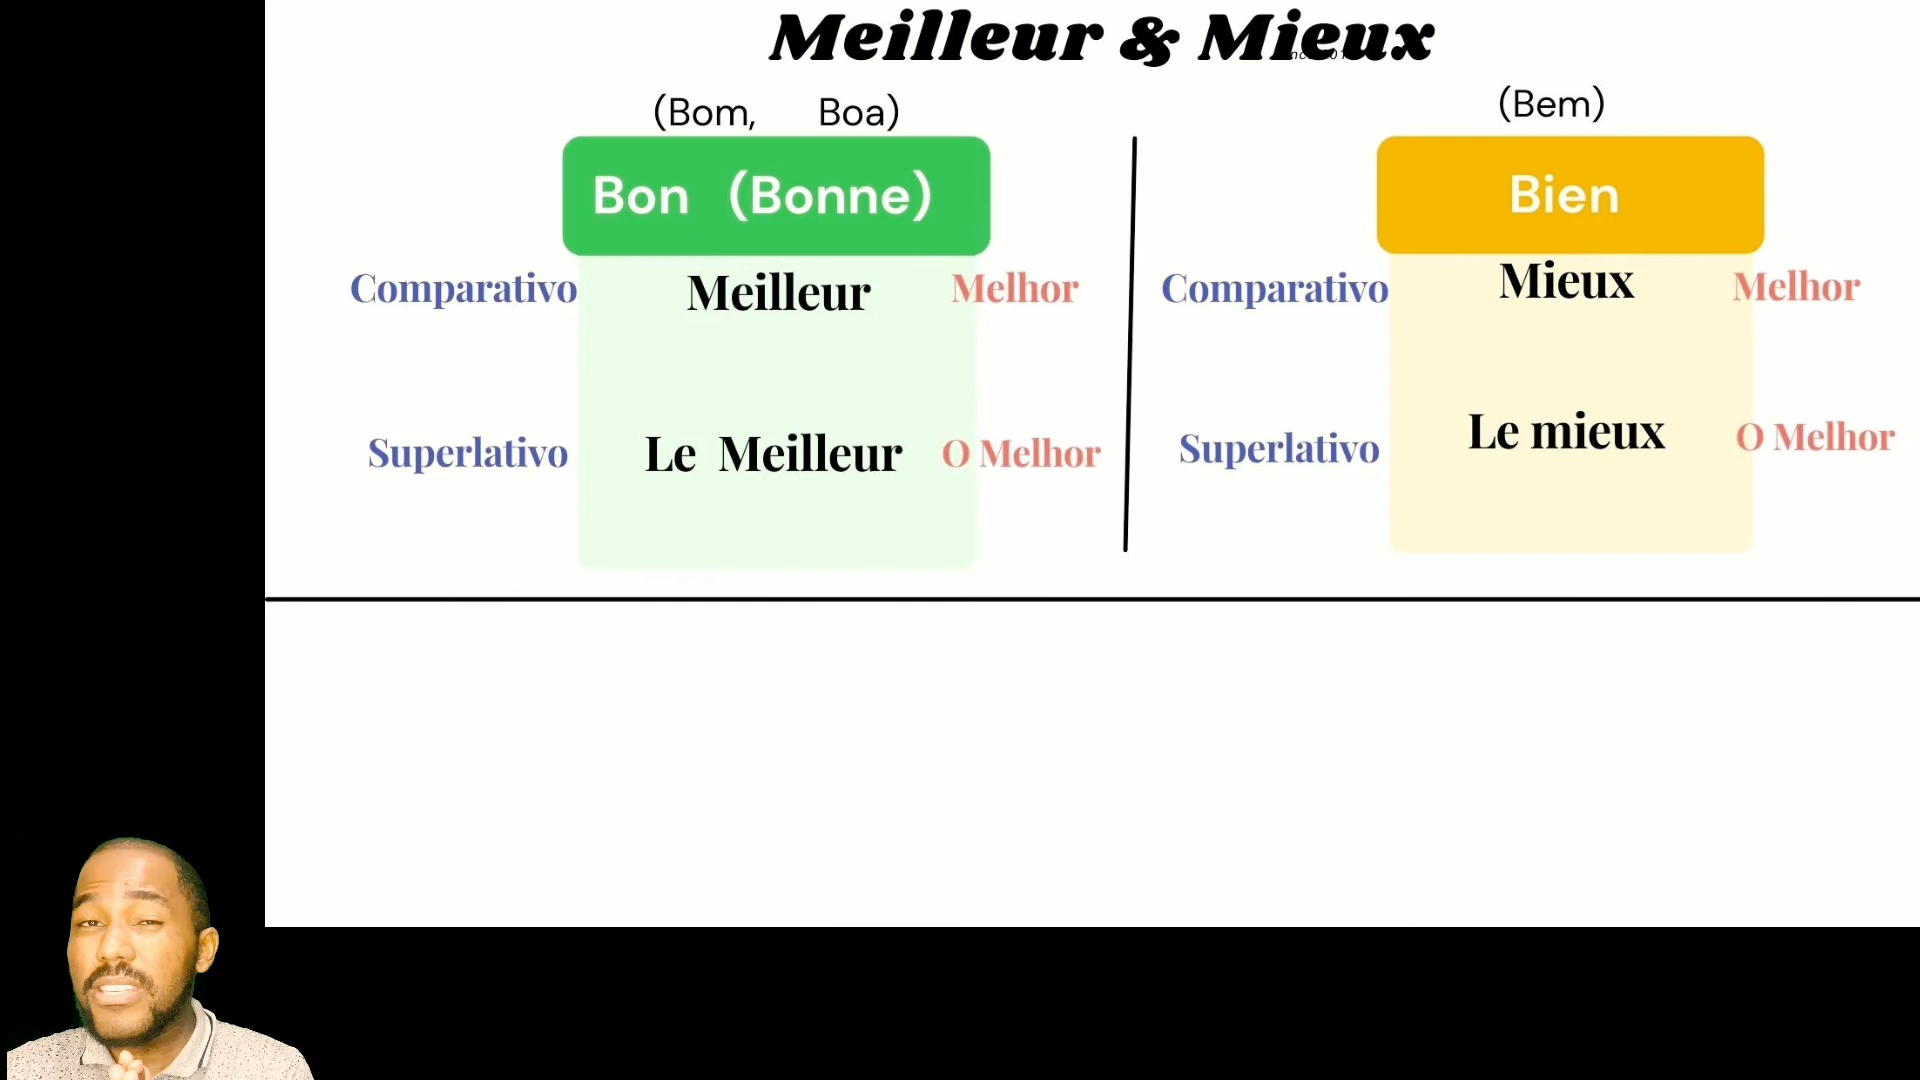 Meilleur & Mieux
(Bom, Boa)
Bon (Bonne)
Comparativo Meilleur Melhor
Superlativo Le Meilleur O Melhor
(Bem)
Bien
Comparativo Mieux Melhor
Superlativo Le mieux O Melhor